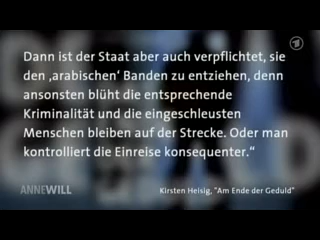 Dann ist der Staat aber auch verpflichtet, sie
den ‚arabischen‘ Banden zu entziehen, denn
ansonsten blüht die entsprechende
Kriminalität und die eingeschleusten
Menschen bleiben auf der Strecke. Oder man
kontrolliert die Einreise konsequenter.“
ANNEWILL
Kirsten Heisig, "Am Ende der Geduld"